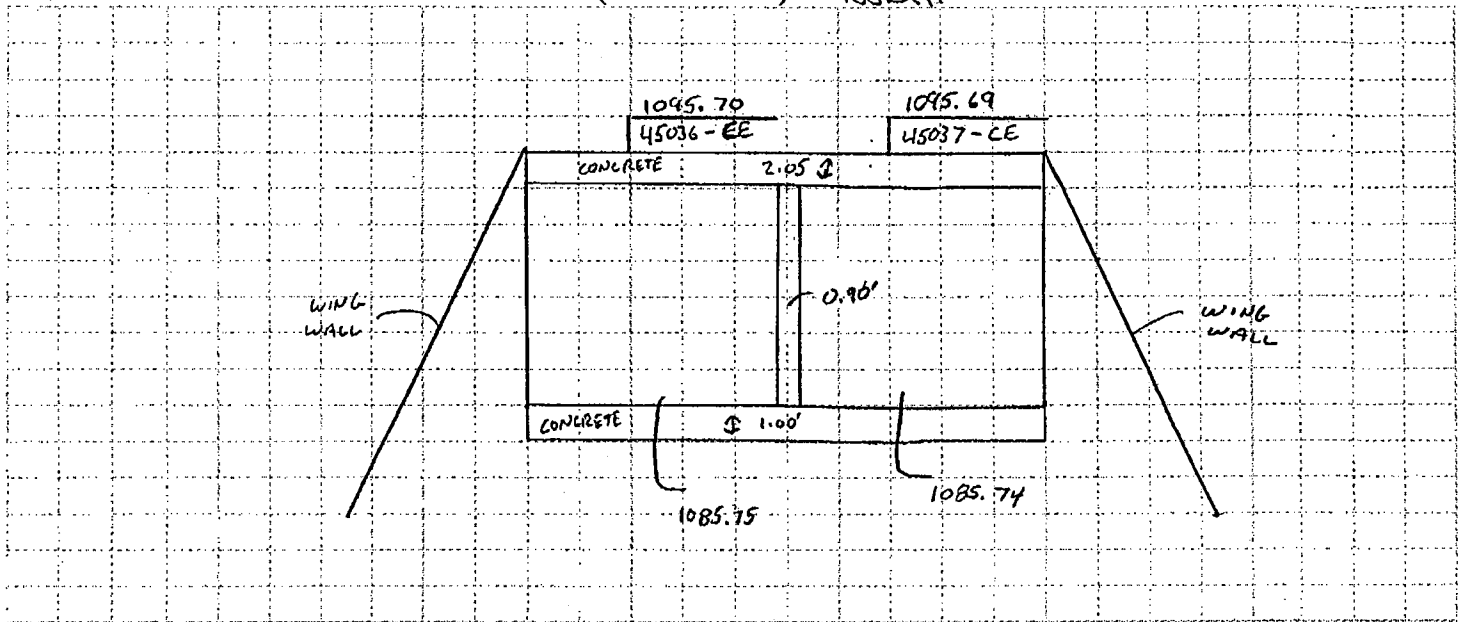 1095.70
45036-EE
1095.69
45037-CE
CONCRETE
2.05
0.90'
WING
WALL
WING
WALL
CONCRETE
1.00'
1085.75
1085.74